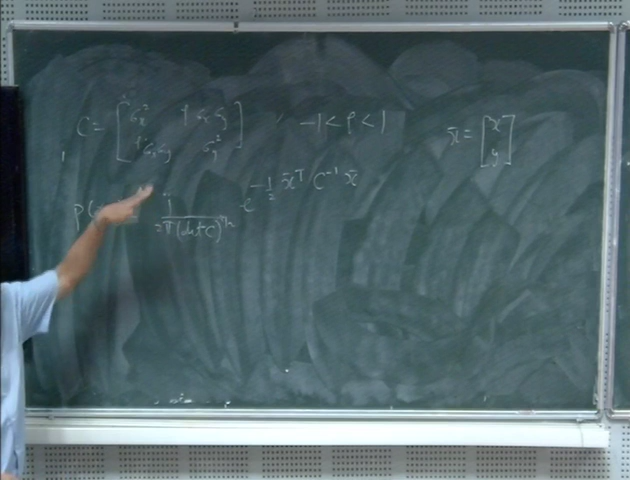 C = [ σx² ρσxσy ; ρσxσy σy² ] , -1 < ρ < 1
x̄ = [ x ; y ]
p( 1/2π(det C)^1/2 e^-1/2 x̄ᵀ C⁻¹ x̄